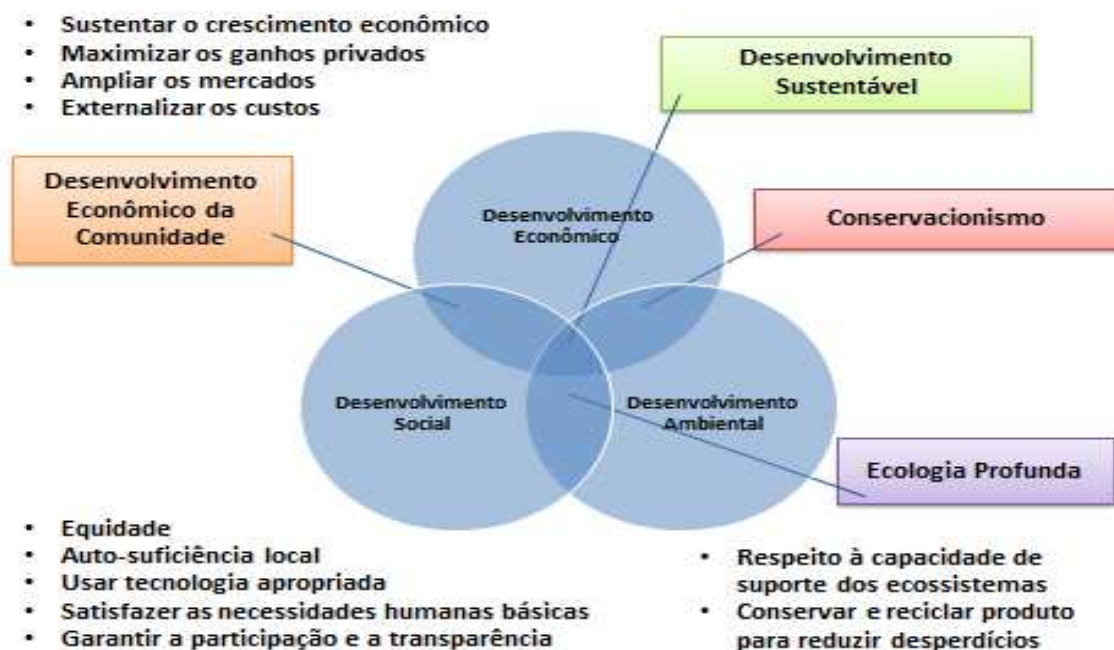 • Sustentar o crescimento econômico
• Maximizar os ganhos privados
• Ampliar os mercados
• Externalizar os custos
Desenvolvimento
Sustentável
Desenvolvimento
Econômico da
Comunidade
Desenvolvimento
Econômico
Conservacionismo
Desenvolvimento
Social
Desenvolvimento
Ambiental
Ecologia Profunda
• Equidade
• Auto-suficiência local
• Usar tecnologia apropriada
• Satisfazer as necessidades humanas básicas
• Garantir a participação e a transparência
• Respeito à capacidade de
suporte dos ecossistemas
• Conservar e reciclar produto
para reduzir desperdícios